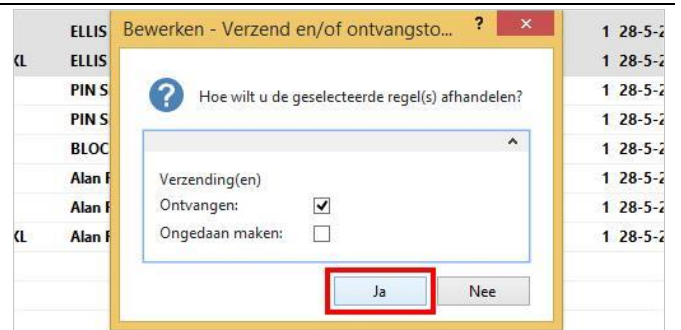 ELLIS Bewerken - Verzend en/of ontvangsto... ? × 1 28-5-2
KL ELLIS 1 28-5-2
PIN S Hoe wilt u de geselecteerde regel(s) afhandelen? 1 28-5-2
PIN S 1 28-5-2
BLOC 1 28-5-2
Alan Verzending(en) 1 28-5-2
Alan Ontvangen: 1 28-5-2
KL Alan Ongedaan maken: 1 28-5-2
Ja Nee